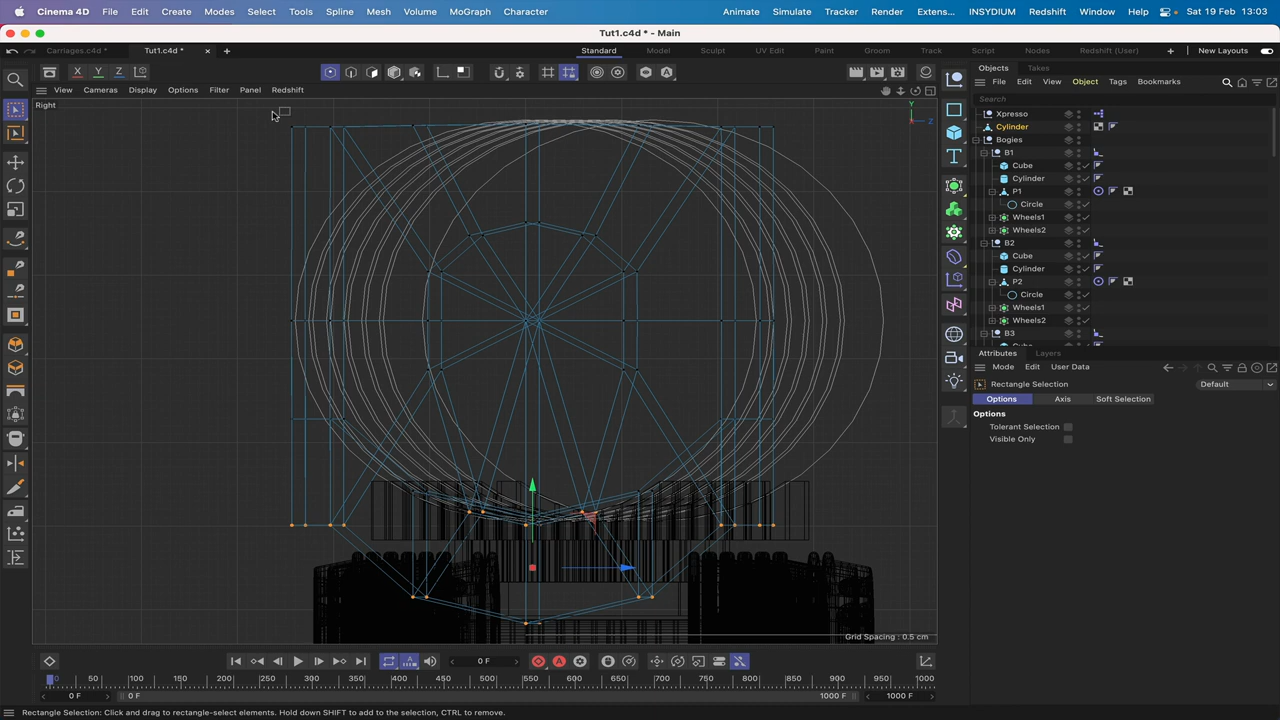 Cinema 4D File Edit Create Modes Select Tools Spline Mesh Volume MoGraph Character Animate Simulate Tracker Render Extens... INSYDIUM Redshift Window Help Sat 19 Feb 13:03
Tut1.c4d * - Main
Carriages.c4d * Tut1.c4d * Standard Model Sculpt UV Edit Paint Groom Track Script Nodes Redshift (User) New Layouts
X Y Z
Objects Takes
View Cameras Display Options Filter Panel Redshift
File Edit View Object Tags Bookmarks
Right
Y
Z
Search
Xpresso
Cylinder
Bogies
B1
Cube
Cylinder
P1
Circle
Wheels1
Wheels2
B2
Cube
Cylinder
P2
Circle
Wheels1
Wheels2
B3
Cube
Attributes Layers
Mode Edit User Data
Rectangle Selection Default
Options Axis Soft Selection
Options
Tolerant Selection
Visible Only
Grid Spacing : 0.5 cm
0 F
0 50 100 150 200 250 300 350 400 450 500 550 600 650 700 750 800 850 900 950 1000
0 F 0 F 1000 F 1000 F
Rectangle Selection: Click and drag to rectangle-select elements. Hold down SHIFT to add to the selection, CTRL to remove.